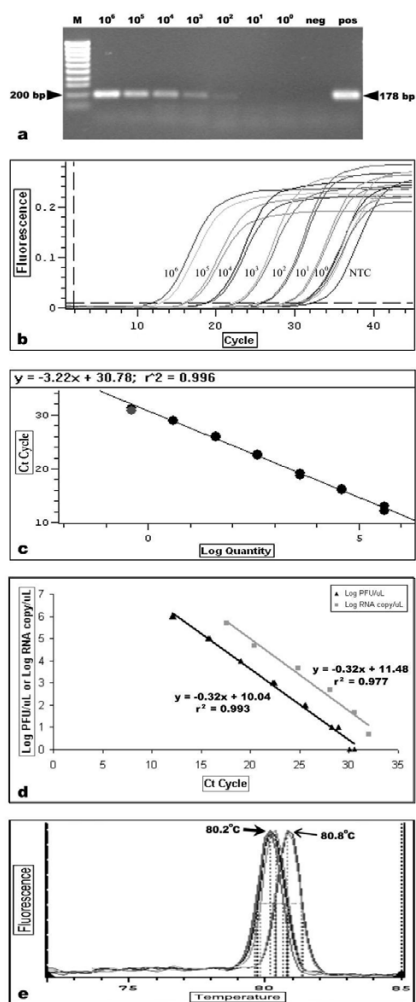 M 10⁶ 10⁵ 10⁴ 10³ 10² 10¹ 10⁰ neg pos
200 bp 178 bp
a
Fluorescence
0.2
0.1
0
10⁶ 10⁵ 10⁴ 10³ 10² 10¹ 10⁰ NTC
10 20 30 40
Cycle
b
y = -3.22x + 30.78; r^2 = 0.996
Ct Cycle
30
20
10
0 5
Log Quantity
c
Log PFU/uL or Log RNA copy/uL
7
6
5
4
3
2
1
0
Log PFU/uL
Log RNA copy/uL
y = -0.32x + 11.48
r² = 0.977
y = -0.32x + 10.04
r² = 0.993
0 5 10 15 20 25 30 35
Ct Cycle
d
Fluorescence
80.2°C 80.8°C
75 80 85
Temperature
e